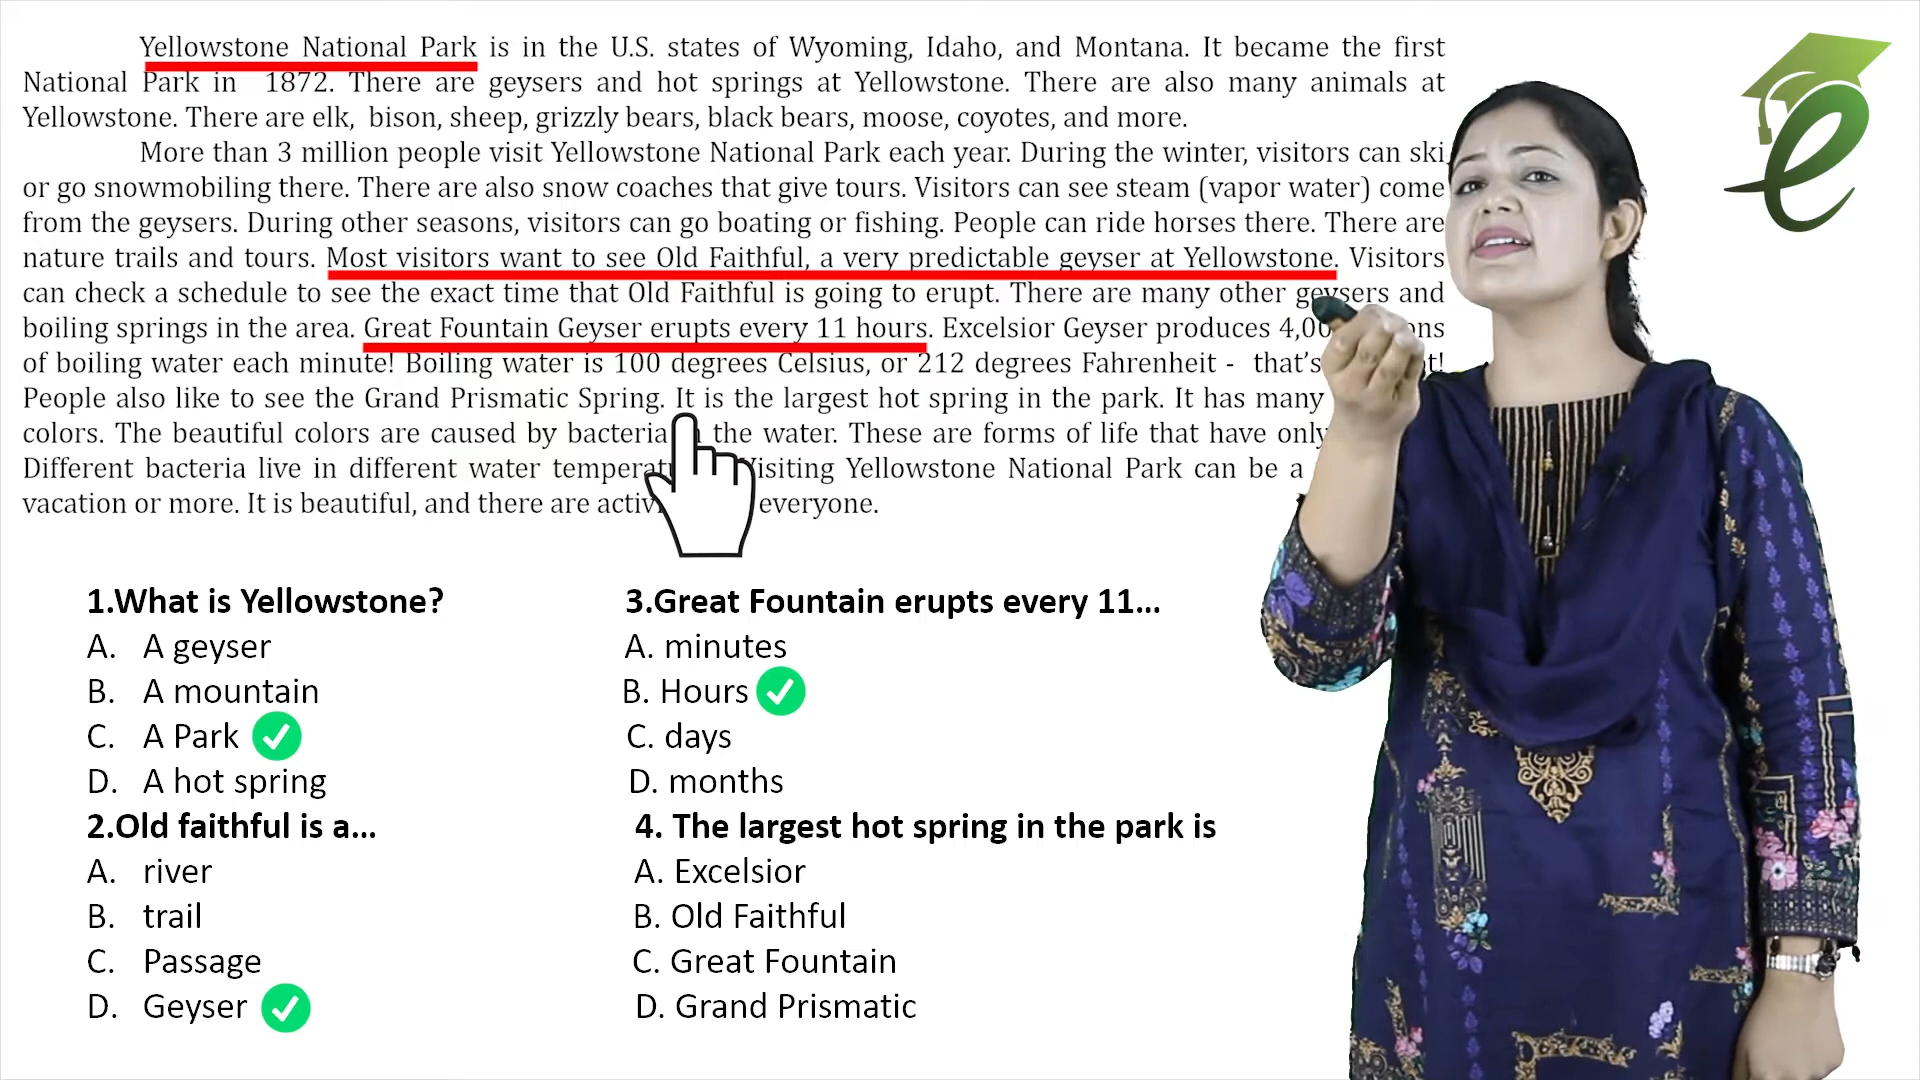 Yellowstone National Park is in the U.S. states of Wyoming, Idaho, and Montana. It became the first
National Park in 1872. There are geysers and hot springs at Yellowstone. There are also many animals at
Yellowstone. There are elk, bison, sheep, grizzly bears, black bears, moose, coyotes, and more.
More than 3 million people visit Yellowstone National Park each year. During the winter, visitors can ski
or go snowmobiling there. There are also snow coaches that give tours. Visitors can see steam (vapor water) come
from the geysers. During other seasons, visitors can go boating or fishing. People can ride horses there. There are
nature trails and tours. Most visitors want to see Old Faithful, a very predictable geyser at Yellowstone. Visitors
can check a schedule to see the exact time that Old Faithful is going to erupt. There are many other geysers and
boiling springs in the area. Great Fountain Geyser erupts every 11 hours. Excelsior Geyser produces
of boiling water each minute! Boiling water is 100 degrees Celsius, or 212 degrees Fahrenheit - that's
People also like to see the Grand Prismatic Spring. It is the largest hot spring in the park. It has many
colors. The beautiful colors are caused by bacteria the water. These are forms of life that have only
Different bacteria live in different water Visiting Yellowstone National Park can be a
vacation or more. It is beautiful, and there are everyone.
1.What is Yellowstone?
A. A geyser
B. A mountain
C. A Park
D. A hot spring
2.Old faithful is a...
A. river
B. trail
C. Passage
D. Geyser
3.Great Fountain erupts every 11...
A. minutes
B. Hours
C. days
D. months
4. The largest hot spring in the park is
A. Excelsior
B. Old Faithful
C. Great Fountain
D. Grand Prismatic